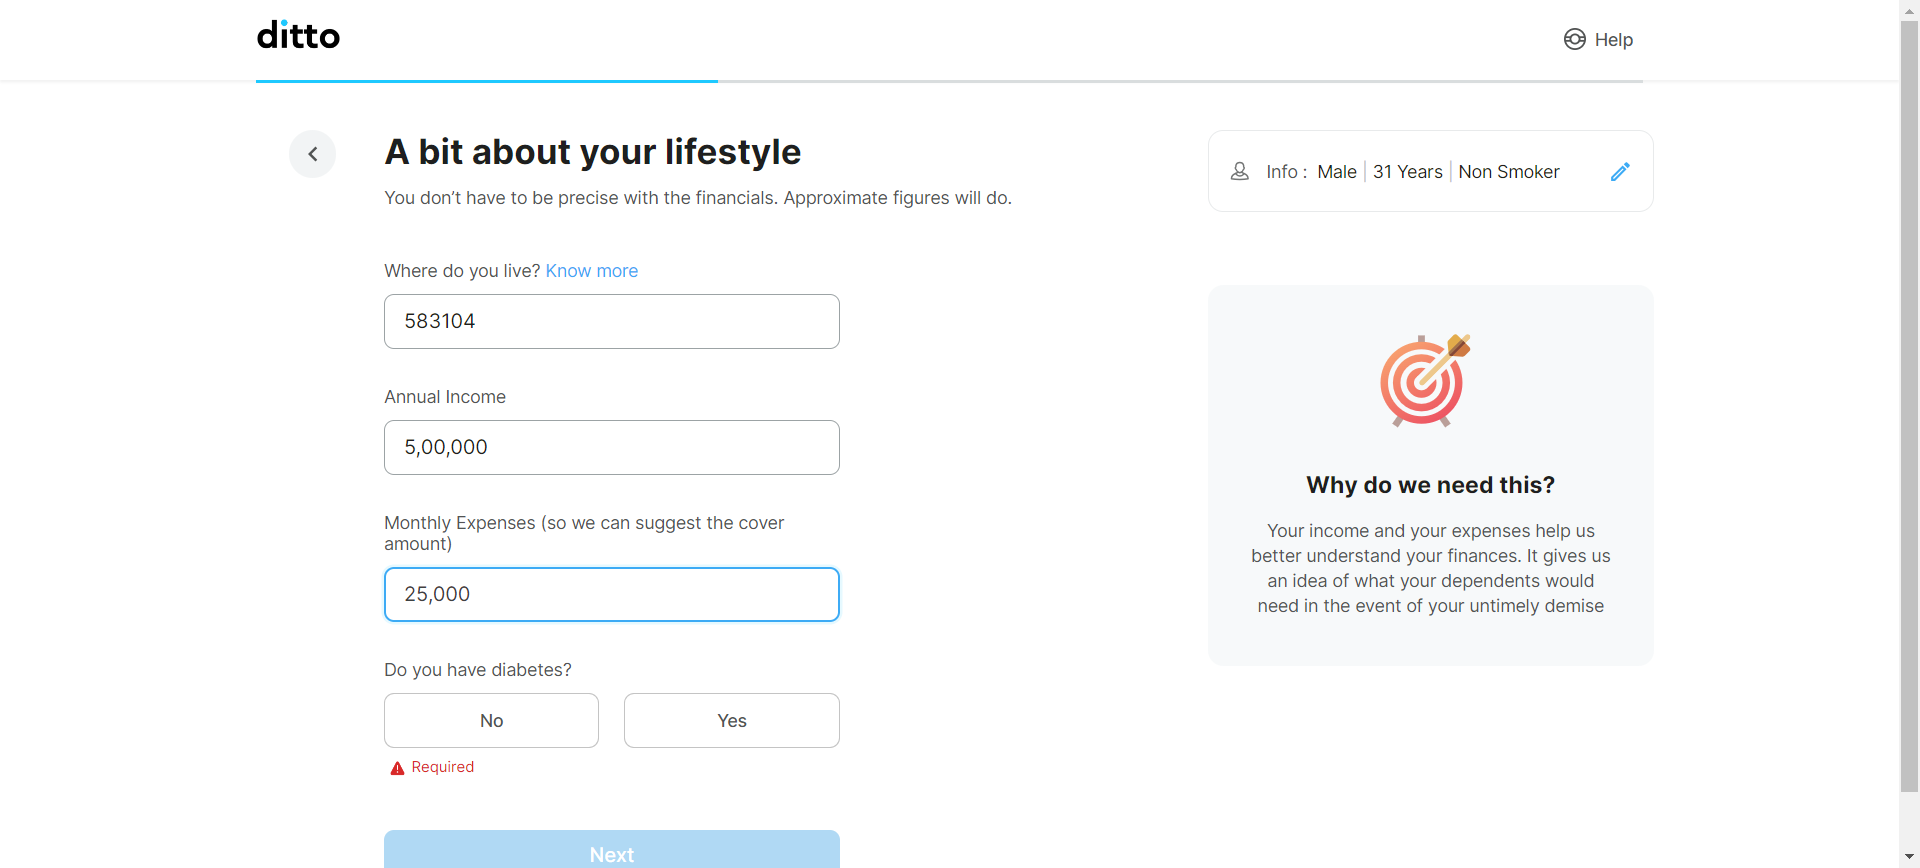 ditto
Help
A bit about your lifestyle
You don’t have to be precise with the financials. Approximate figures will do.
Info : Male | 31 Years | Non Smoker
Where do you live? Know more
583104
Annual Income
5,00,000
Monthly Expenses (so we can suggest the cover
amount)
25,000
Do you have diabetes?
No
Yes
Required
Next
Why do we need this?
Your income and your expenses help us
better understand your finances. It gives us
an idea of what your dependents would
need in the event of your untimely demise